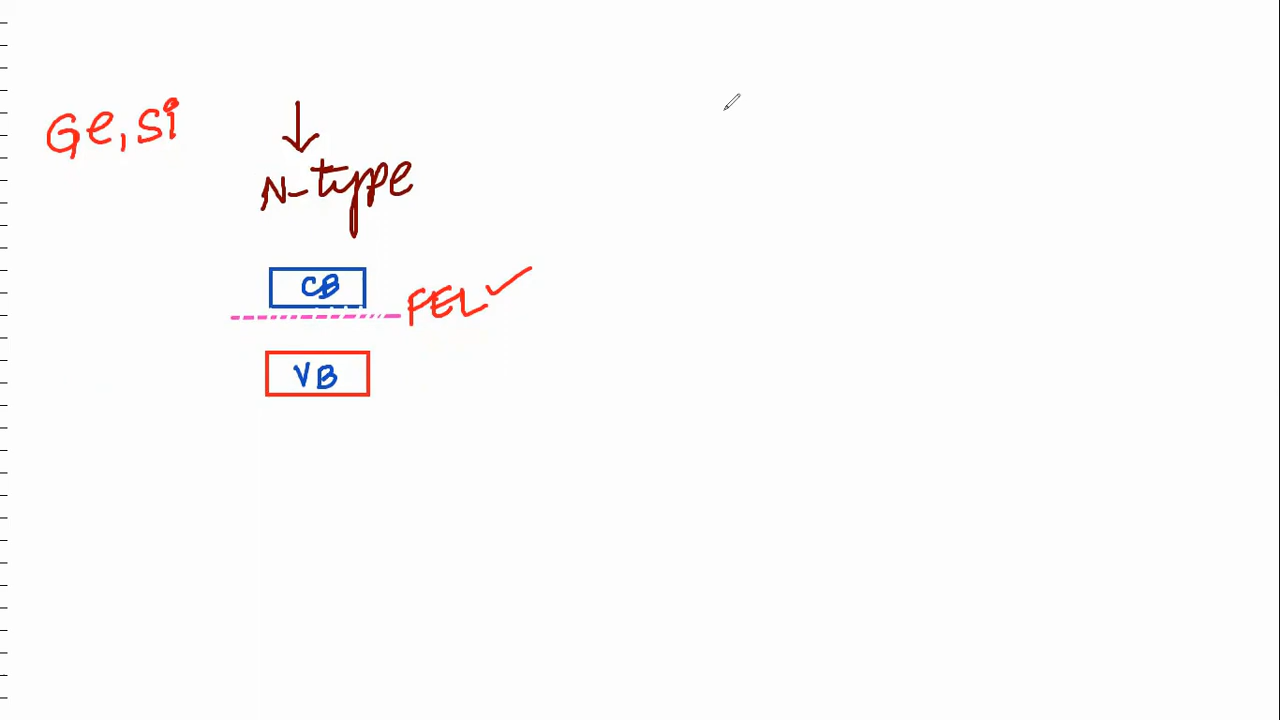 Ge, Si
N-type
CB
FEL
VB